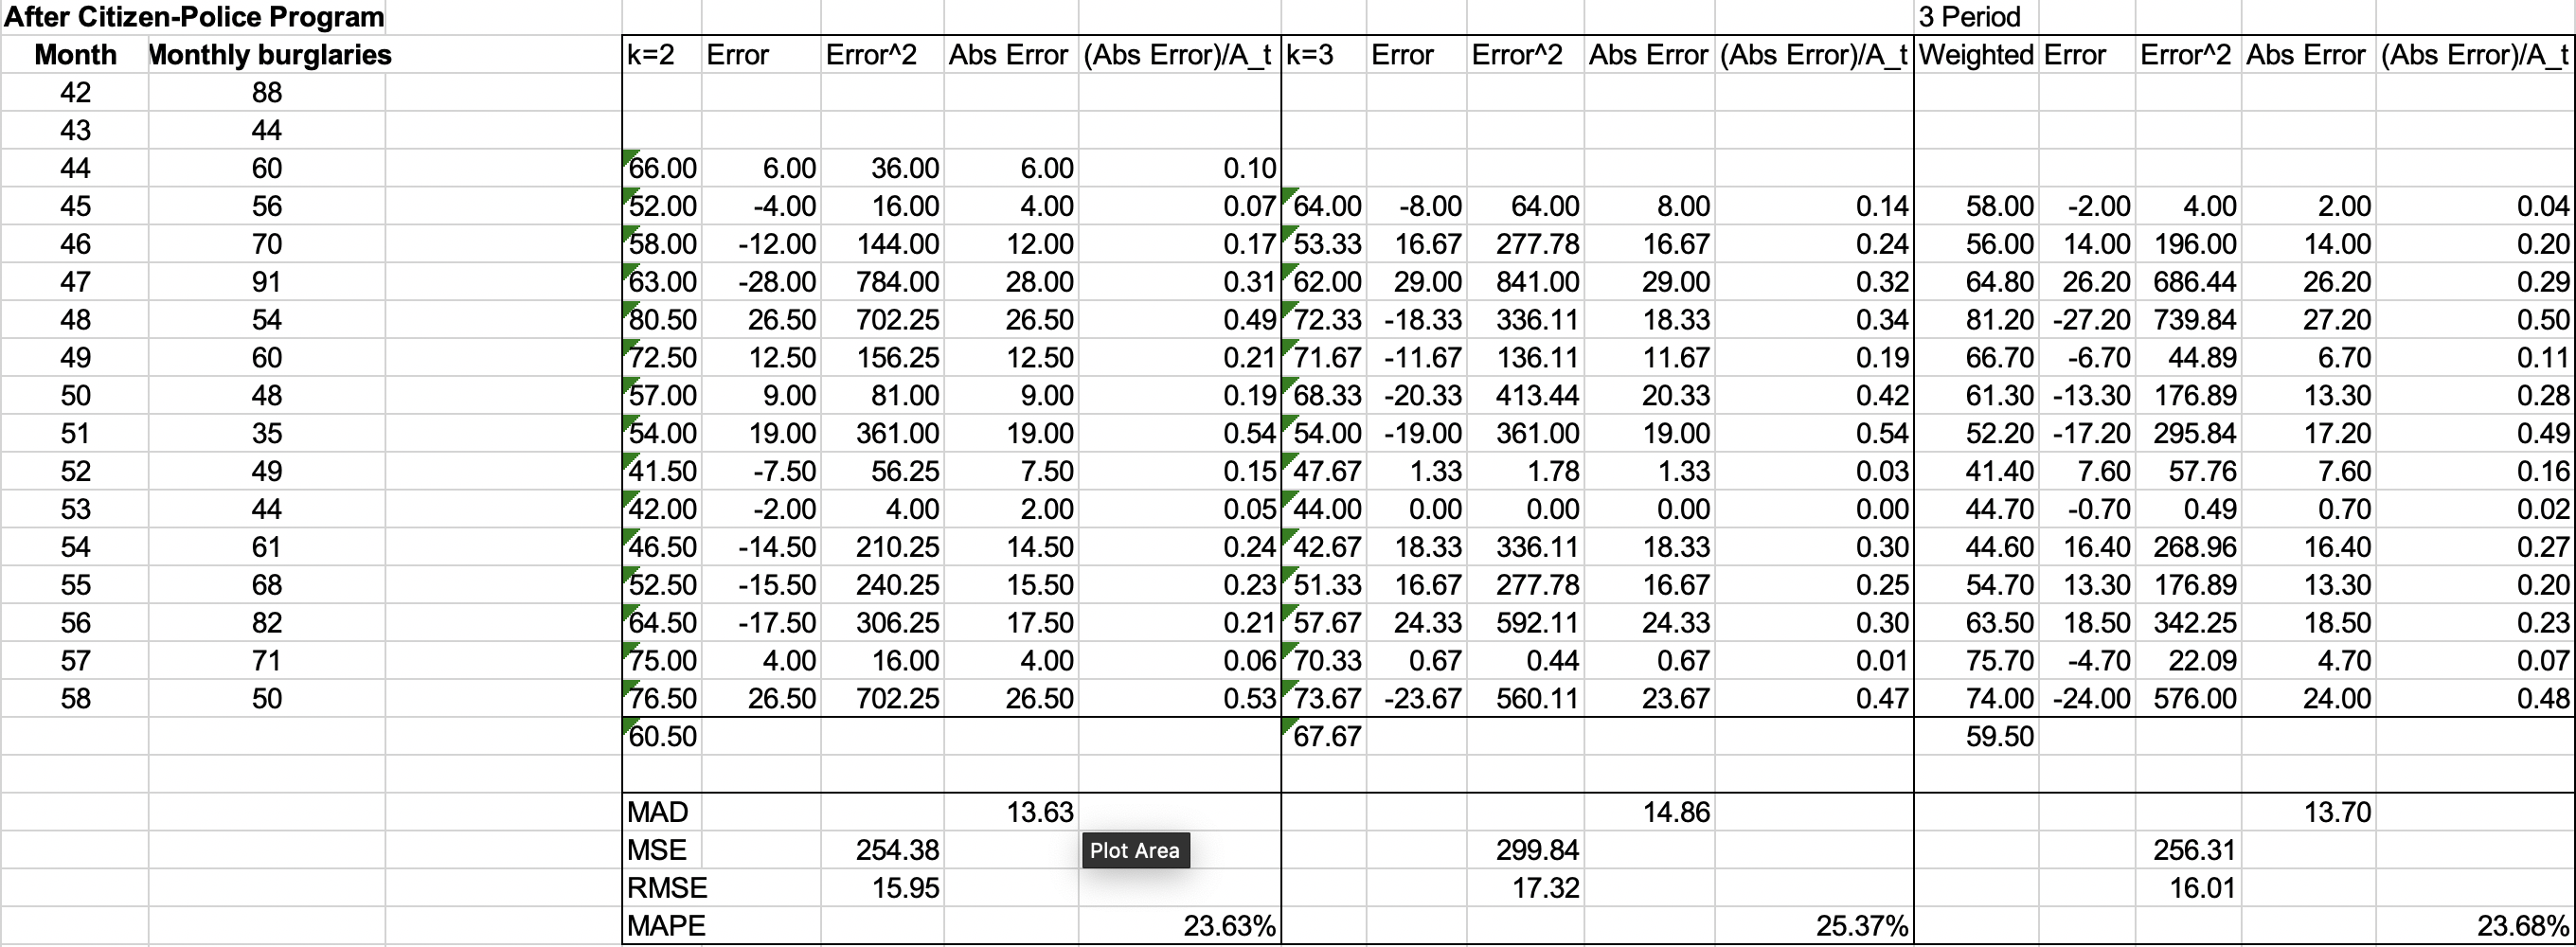 After Citizen-Police Program 3 Period
Month Monthly burglaries k=2 Error Error^2 Abs Error (Abs Error)/A_t k=3 Error Error^2 Abs Error (Abs Error)/A_t Weighted Error Error^2 Abs Error (Abs Error)/A_t
42 88
43 44
44 60 66.00 6.00 36.00 6.00 0.10
45 56 52.00 -4.00 16.00 4.00 0.07 64.00 -8.00 64.00 8.00 0.14 58.00 -2.00 4.00 2.00 0.04
46 70 58.00 -12.00 144.00 12.00 0.17 53.33 16.67 277.78 16.67 0.24 56.00 14.00 196.00 14.00 0.20
47 91 63.00 -28.00 784.00 28.00 0.31 62.00 29.00 841.00 29.00 0.32 64.80 26.20 686.44 26.20 0.29
48 54 80.50 26.50 702.25 26.50 0.49 72.33 -18.33 336.11 18.33 0.34 81.20 -27.20 739.84 27.20 0.50
49 60 72.50 12.50 156.25 12.50 0.21 71.67 -11.67 136.11 11.67 0.19 66.70 -6.70 44.89 6.70 0.11
50 48 57.00 9.00 81.00 9.00 0.19 68.33 -20.33 413.44 20.33 0.42 61.30 -13.30 176.89 13.30 0.28
51 35 54.00 19.00 361.00 19.00 0.54 54.00 -19.00 361.00 19.00 0.54 52.20 -17.20 295.84 17.20 0.49
52 49 41.50 -7.50 56.25 7.50 0.15 47.67 1.33 1.78 1.33 0.03 41.40 7.60 57.76 7.60 0.16
53 44 42.00 -2.00 4.00 2.00 0.05 44.00 0.00 0.00 0.00 0.00 44.70 -0.70 0.49 0.70 0.02
54 61 46.50 -14.50 210.25 14.50 0.24 42.67 18.33 336.11 18.33 0.30 44.60 16.40 268.96 16.40 0.27
55 68 52.50 -15.50 240.25 15.50 0.23 51.33 16.67 277.78 16.67 0.25 54.70 13.30 176.89 13.30 0.20
56 82 64.50 -17.50 306.25 17.50 0.21 57.67 24.33 592.11 24.33 0.30 63.50 18.50 342.25 18.50 0.23
57 71 75.00 4.00 16.00 4.00 0.06 70.33 0.67 0.44 0.67 0.01 75.70 -4.70 22.09 4.70 0.07
58 50 76.50 26.50 702.25 26.50 0.53 73.67 -23.67 560.11 23.67 0.47 74.00 -24.00 576.00 24.00 0.48
60.50 67.67 59.50
MAD 13.63 14.86 13.70
MSE 254.38 Plot Area 299.84 256.31
RMSE 15.95 17.32 16.01
MAPE 23.63% 25.37% 23.68%